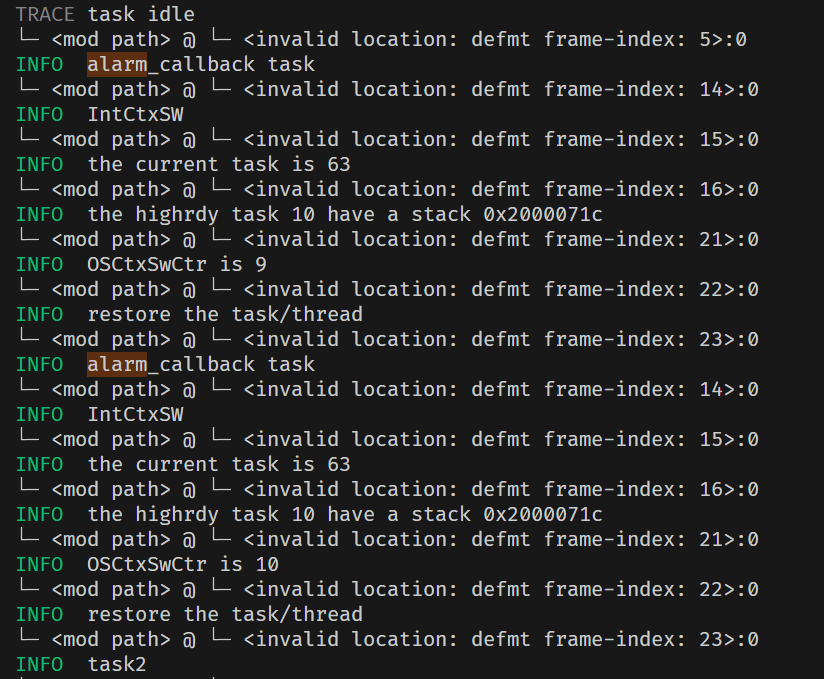 TRACE task idle
└─ <mod path> @ └─ <invalid location: defmt frame-index: 5>:0
INFO  alarm_callback task
└─ <mod path> @ └─ <invalid location: defmt frame-index: 14>:0
INFO  IntCtxSW
└─ <mod path> @ └─ <invalid location: defmt frame-index: 15>:0
INFO  the current task is 63
└─ <mod path> @ └─ <invalid location: defmt frame-index: 16>:0
INFO  the highrdy task 10 have a stack 0x2000071c
└─ <mod path> @ └─ <invalid location: defmt frame-index: 21>:0
INFO  OSCtxSwCtr is 9
└─ <mod path> @ └─ <invalid location: defmt frame-index: 22>:0
INFO  restore the task/thread
└─ <mod path> @ └─ <invalid location: defmt frame-index: 23>:0
INFO  alarm_callback task
└─ <mod path> @ └─ <invalid location: defmt frame-index: 14>:0
INFO  IntCtxSW
└─ <mod path> @ └─ <invalid location: defmt frame-index: 15>:0
INFO  the current task is 63
└─ <mod path> @ └─ <invalid location: defmt frame-index: 16>:0
INFO  the highrdy task 10 have a stack 0x2000071c
└─ <mod path> @ └─ <invalid location: defmt frame-index: 21>:0
INFO  OSCtxSwCtr is 10
└─ <mod path> @ └─ <invalid location: defmt frame-index: 22>:0
INFO  restore the task/thread
└─ <mod path> @ └─ <invalid location: defmt frame-index: 23>:0
INFO  task2